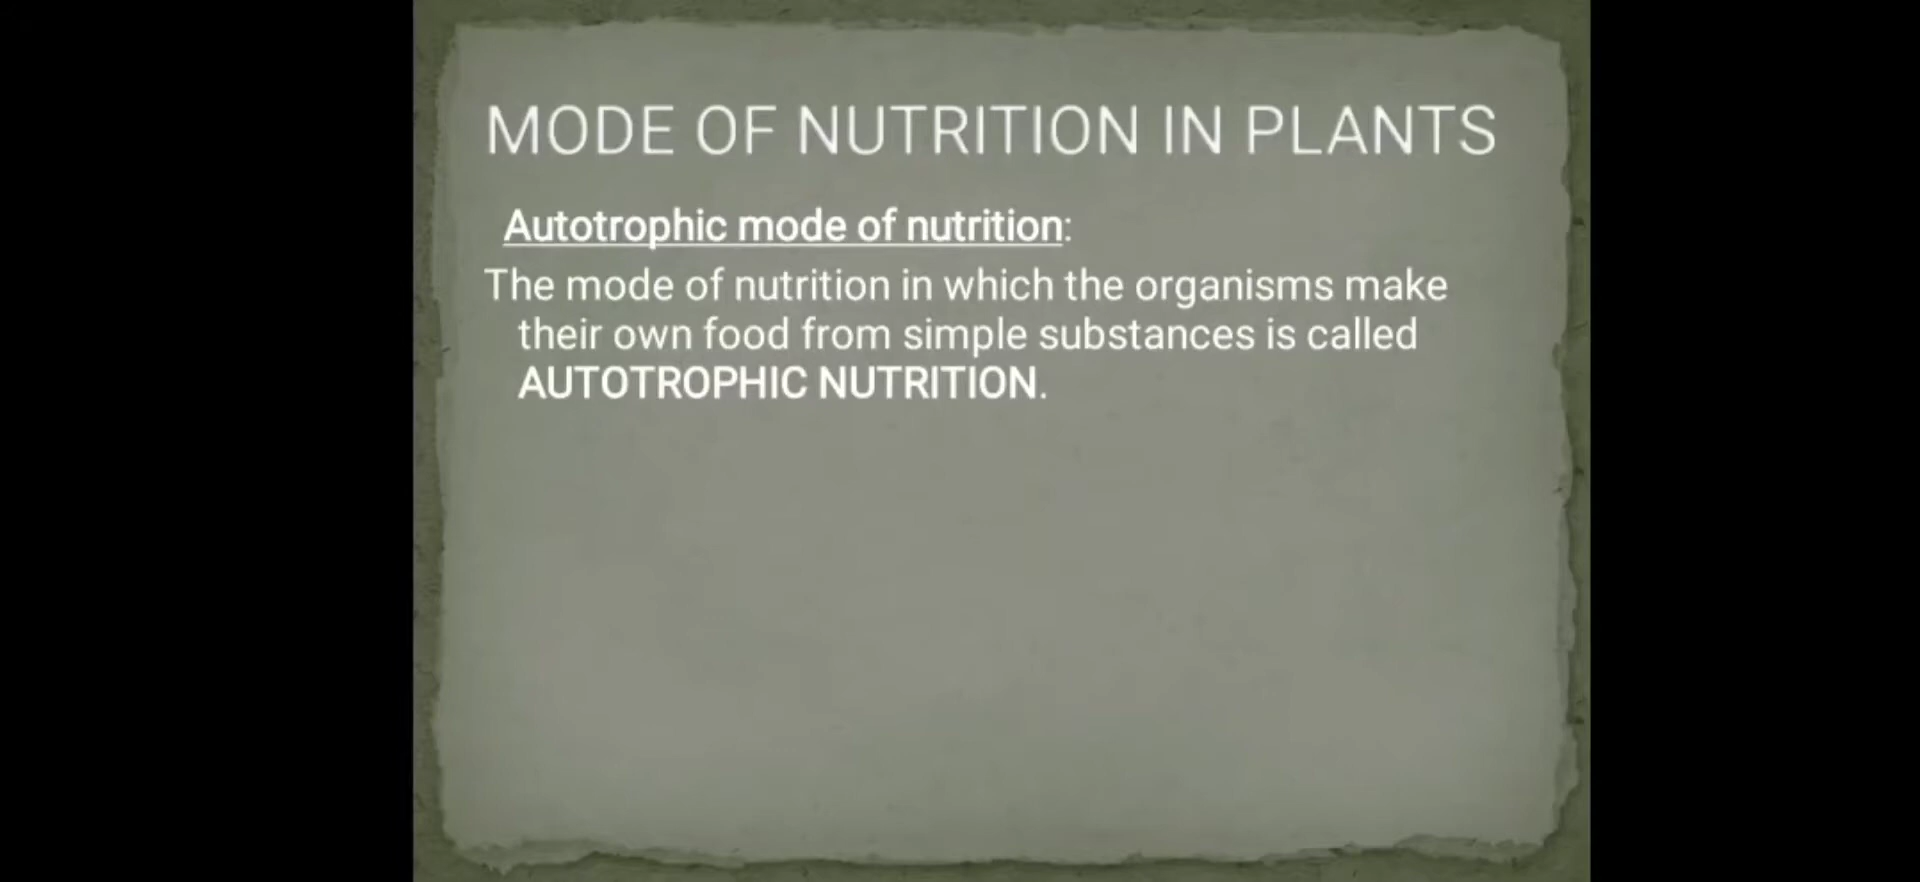 MODE OF NUTRITION IN PLANTS
Autotrophic mode of nutrition:
The mode of nutrition in which the organisms make
their own food from simple substances is called
AUTOTROPHIC NUTRITION.